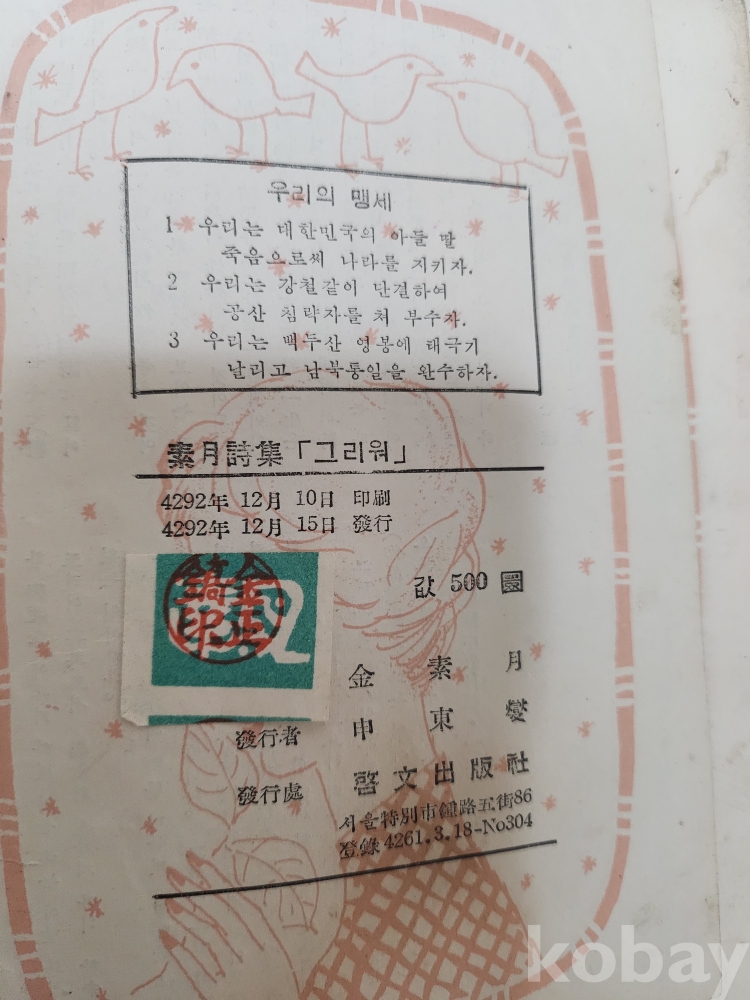 우리의 맹세
1 우리는 대한민국의 아들 딸
죽음으로써 나라를 지키자.
2 우리는 강철같이 단결하여
공산 침략자를 쳐 부수자.
3 우리는 백두산 영봉에 태극기
날리고 남북통일을 완수하자.
素月詩集「그리워」
4292年 12月 10日 印刷
4292年 12月 15日 發行
값 500圜
金素月
發行者 申東燮
發行處 啓文出版社
서울特別市鍾路五街86
登錄 4261.3.18-No304
kobay